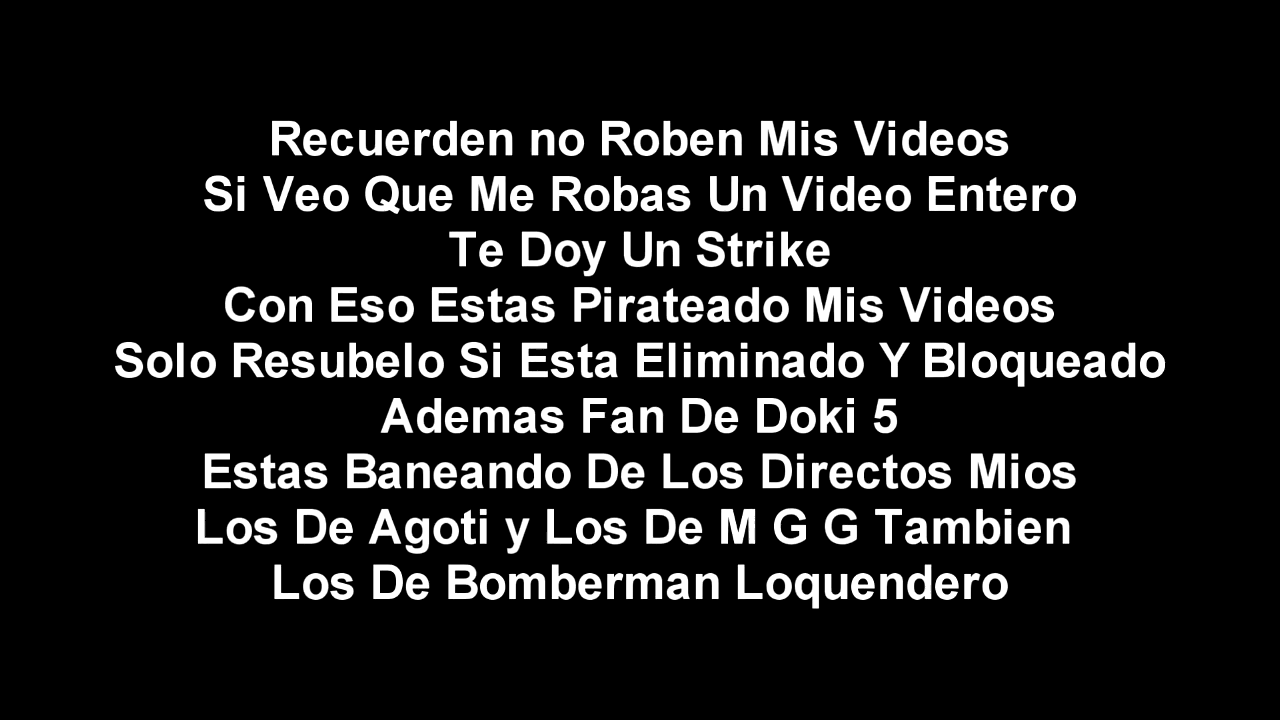 Recuerden no Roben Mis Videos
Si Veo Que Me Robas Un Video Entero
Te Doy Un Strike
Con Eso Estas Pirateado Mis Videos
Solo Resubelo Si Esta Eliminado Y Bloqueado
Ademas Fan De Doki 5
Estas Baneando De Los Directos Mios
Los De Agoti y Los De M G G Tambien
Los De Bomberman Loquendero